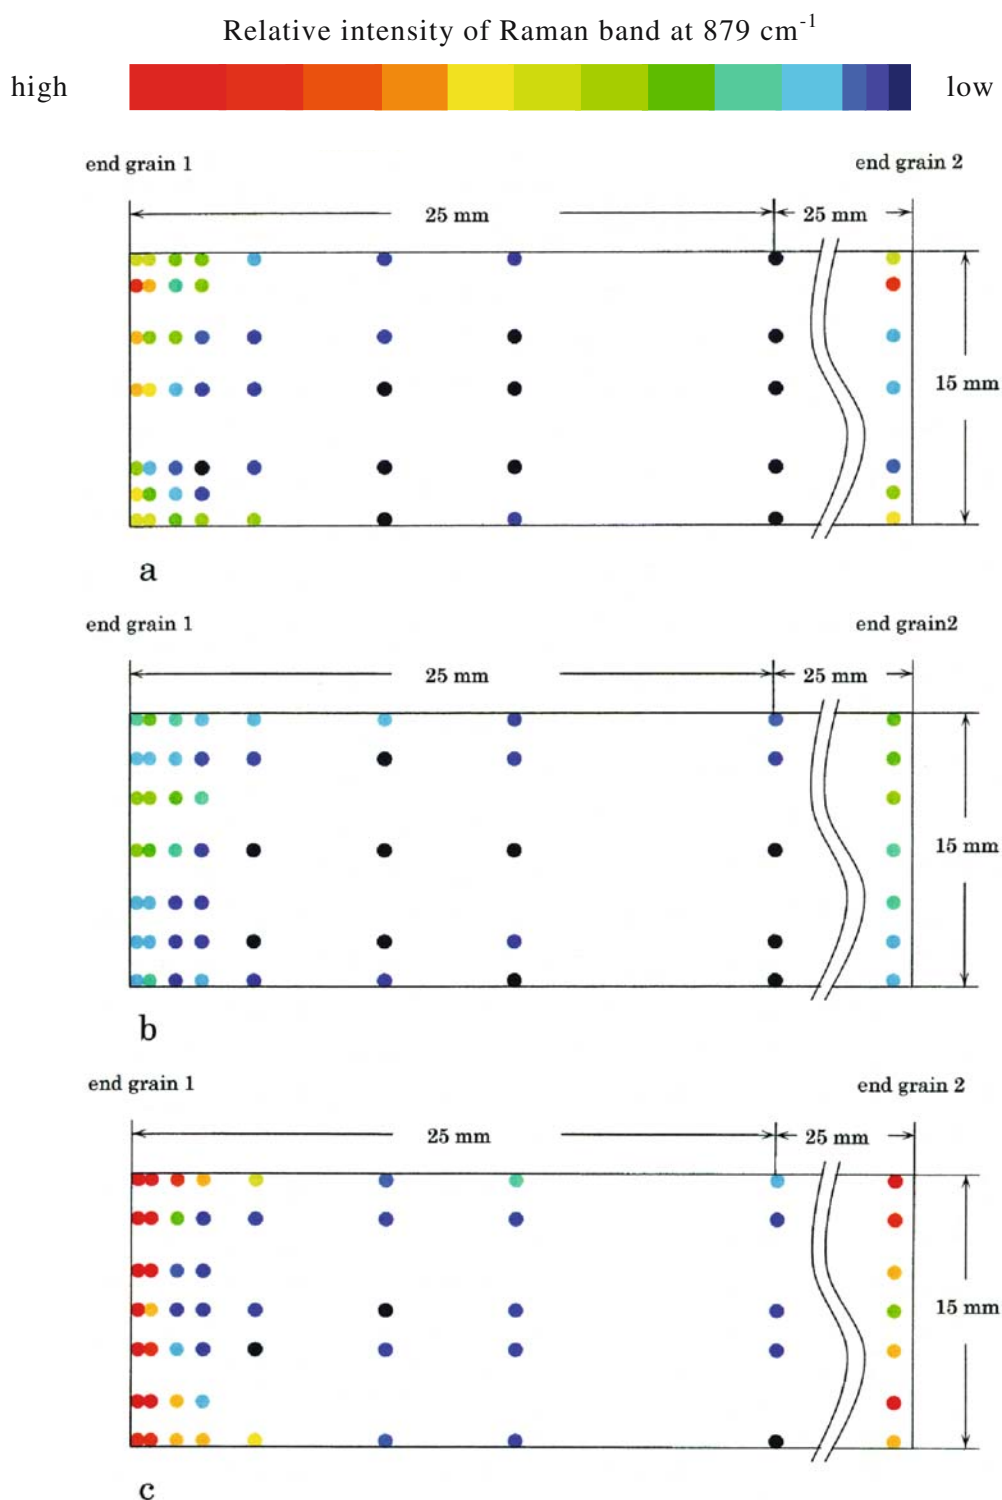 Relative intensity of Raman band at 879 cm-1
high low
end grain 1 end grain 2
25 mm 25 mm
15 mm
a
end grain 1 end grain2
25 mm 25 mm
15 mm
b
end grain 1 end grain 2
25 mm 25 mm
15 mm
c